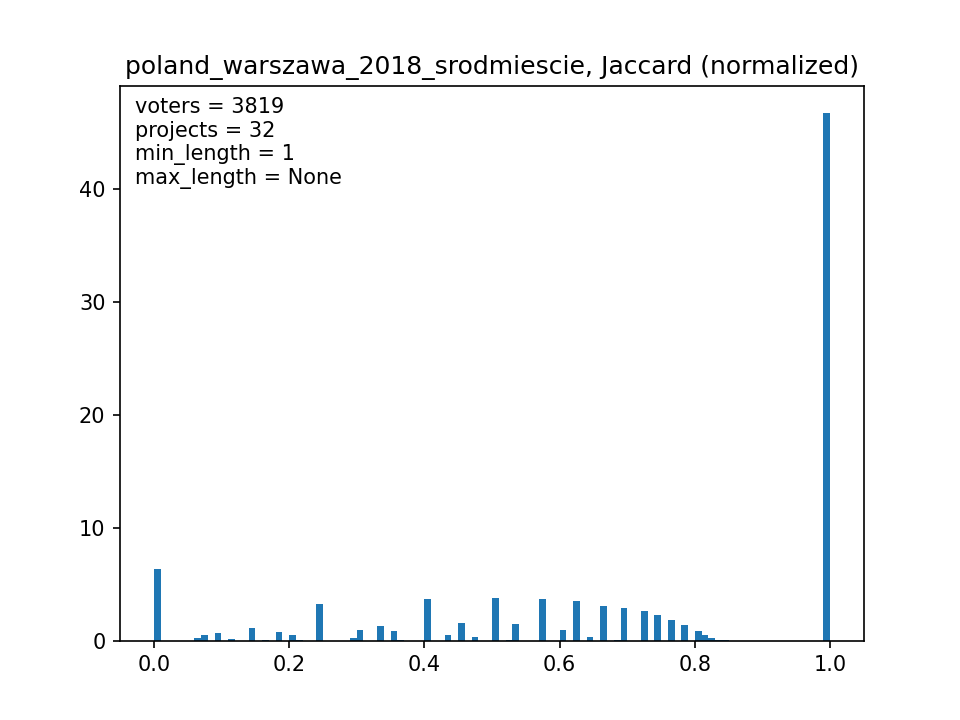 poland_warszawa_2018_srodmiescie, Jaccard (normalized)
voters = 3819
projects = 32
min_length = 1
max_length = None
40
30
20
10
0
0.0 0.2 0.4 0.6 0.8 1.0